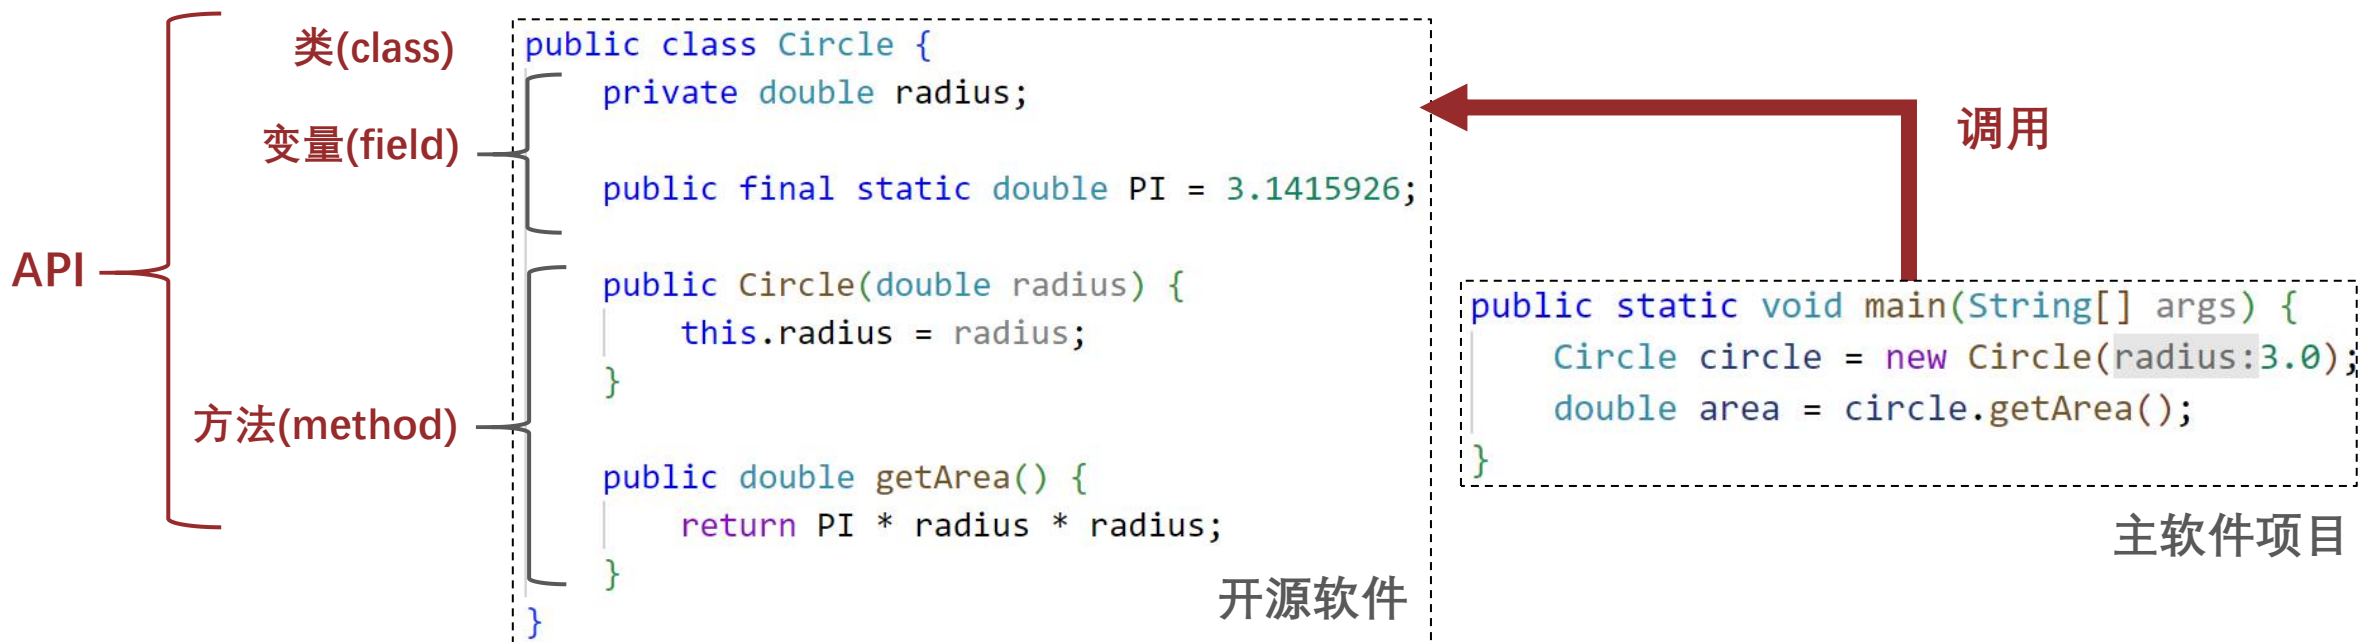 API
类(class)
变量(field)
方法(method)
public class Circle {
private double radius;
public final static double PI = 3.1415926;
public Circle(double radius) {
this.radius = radius;
}
public double getArea() {
return PI * radius * radius;
}
}
开源软件
调用
public static void main(String[] args) {
Circle circle = new Circle(radius:3.0);
double area = circle.getArea();
}
主软件项目